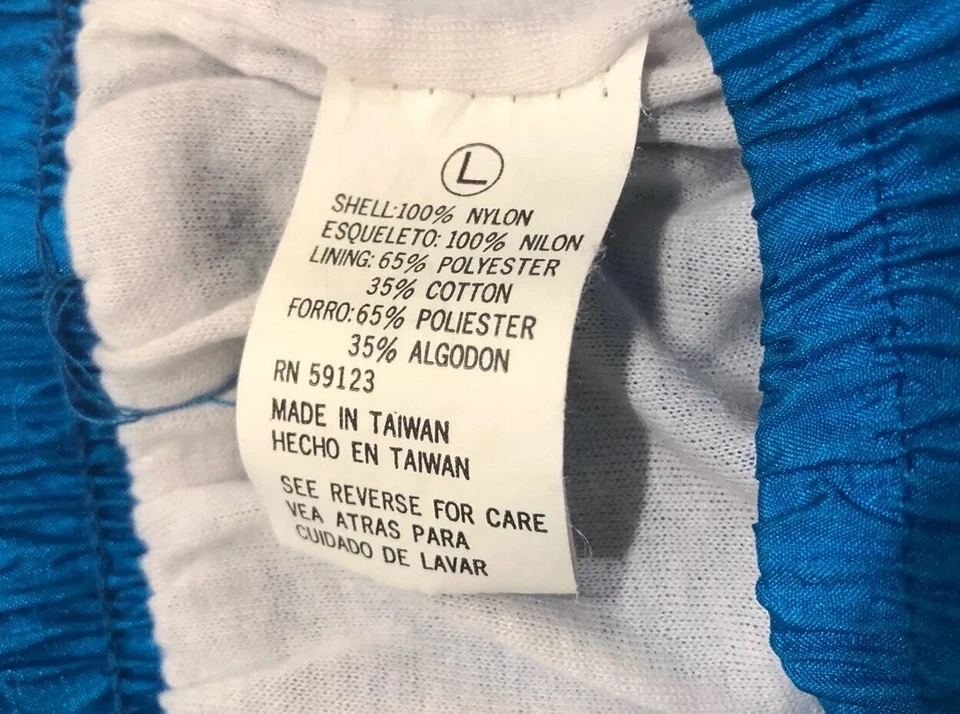 L
SHELL:100% NYLON
ESQUELETO: 100% NILON
LINING: 65% POLYESTER
35% COTTON
FORRO:65% POLIESTER
35% ALGODON
RN 59123
MADE IN TAIWAN
HECHO EN TAIWAN
SEE REVERSE FOR CARE
VEA ATRAS PARA
CUIDADO DE LAVAR